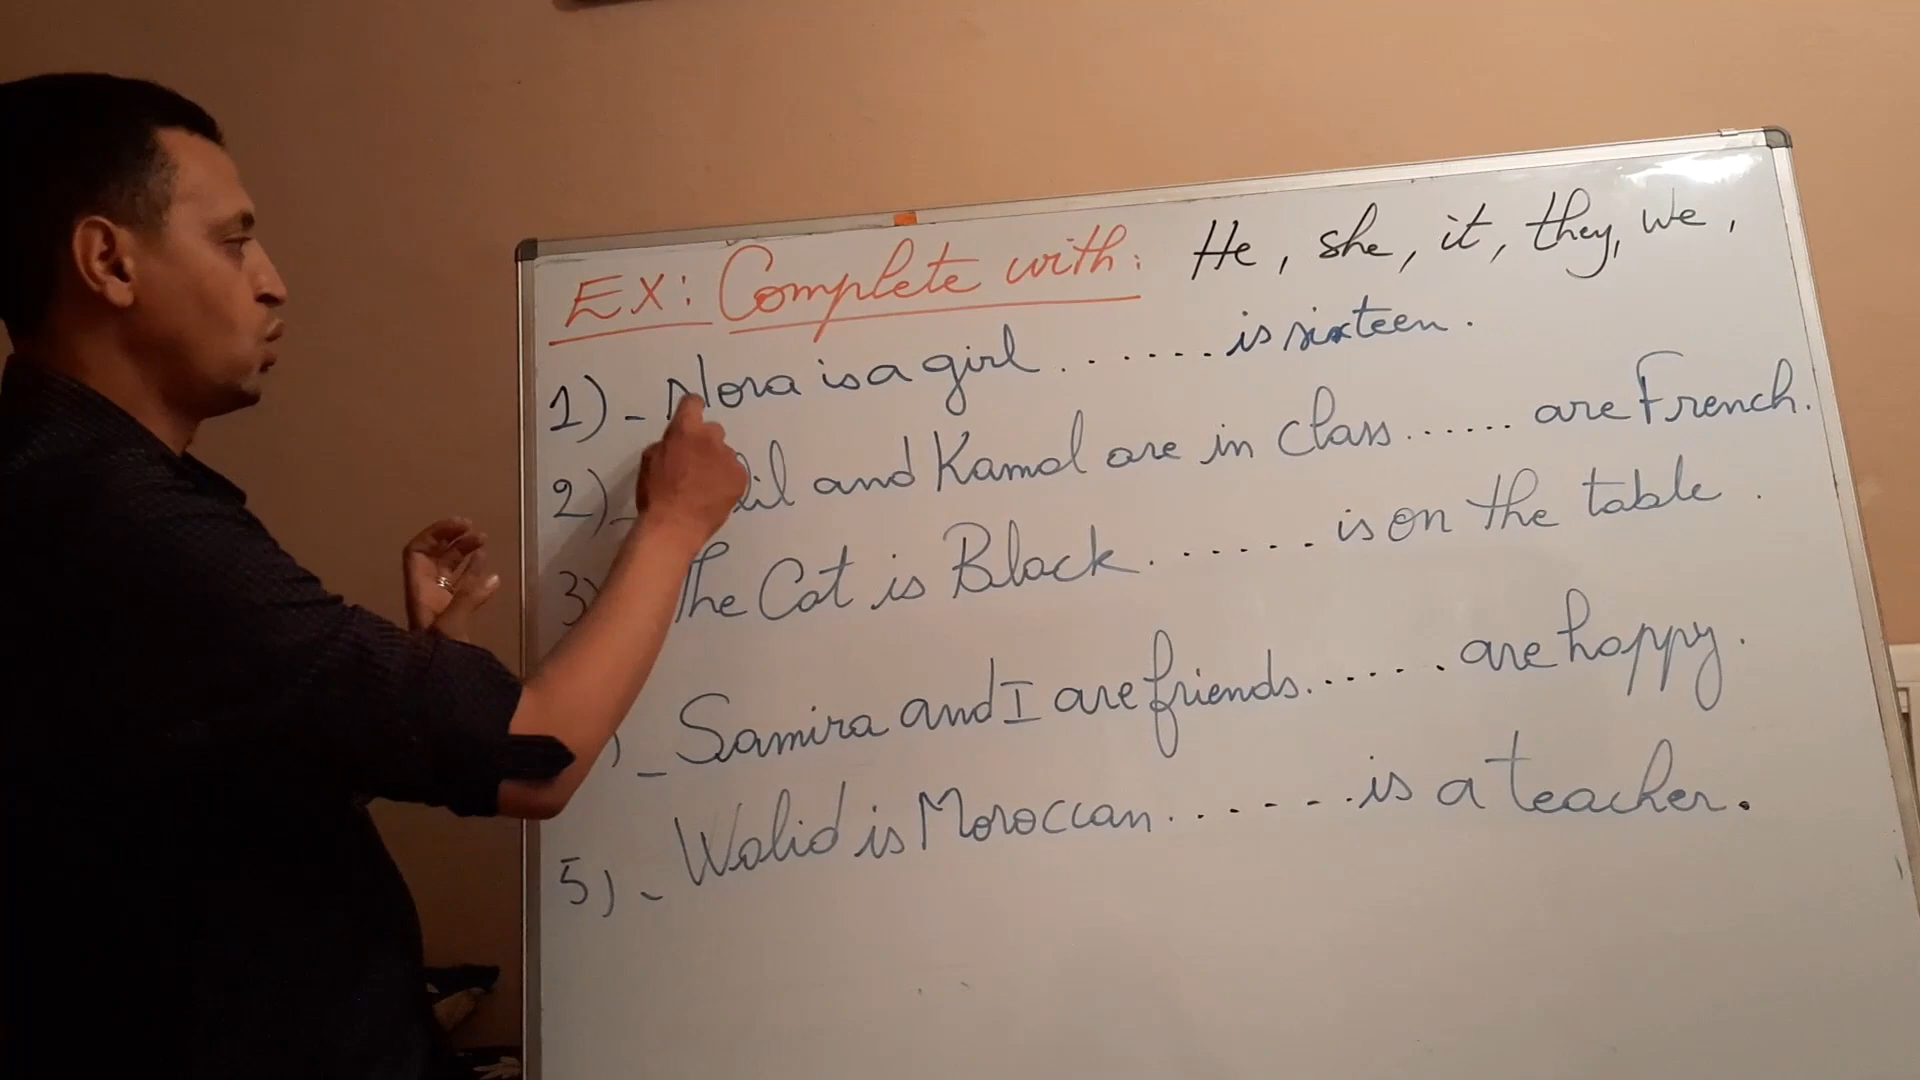 EX: Complete with: He, she, it, they, we,
1)- Nora is a girl ...... is sixteen.
2)- and Kamal are in class ...... are French.
3) The Cat is Black ....... is on the table.
) - Samira and I are friends ...... are happy.
5) - Walid is Moroccan ....... is a teacher.